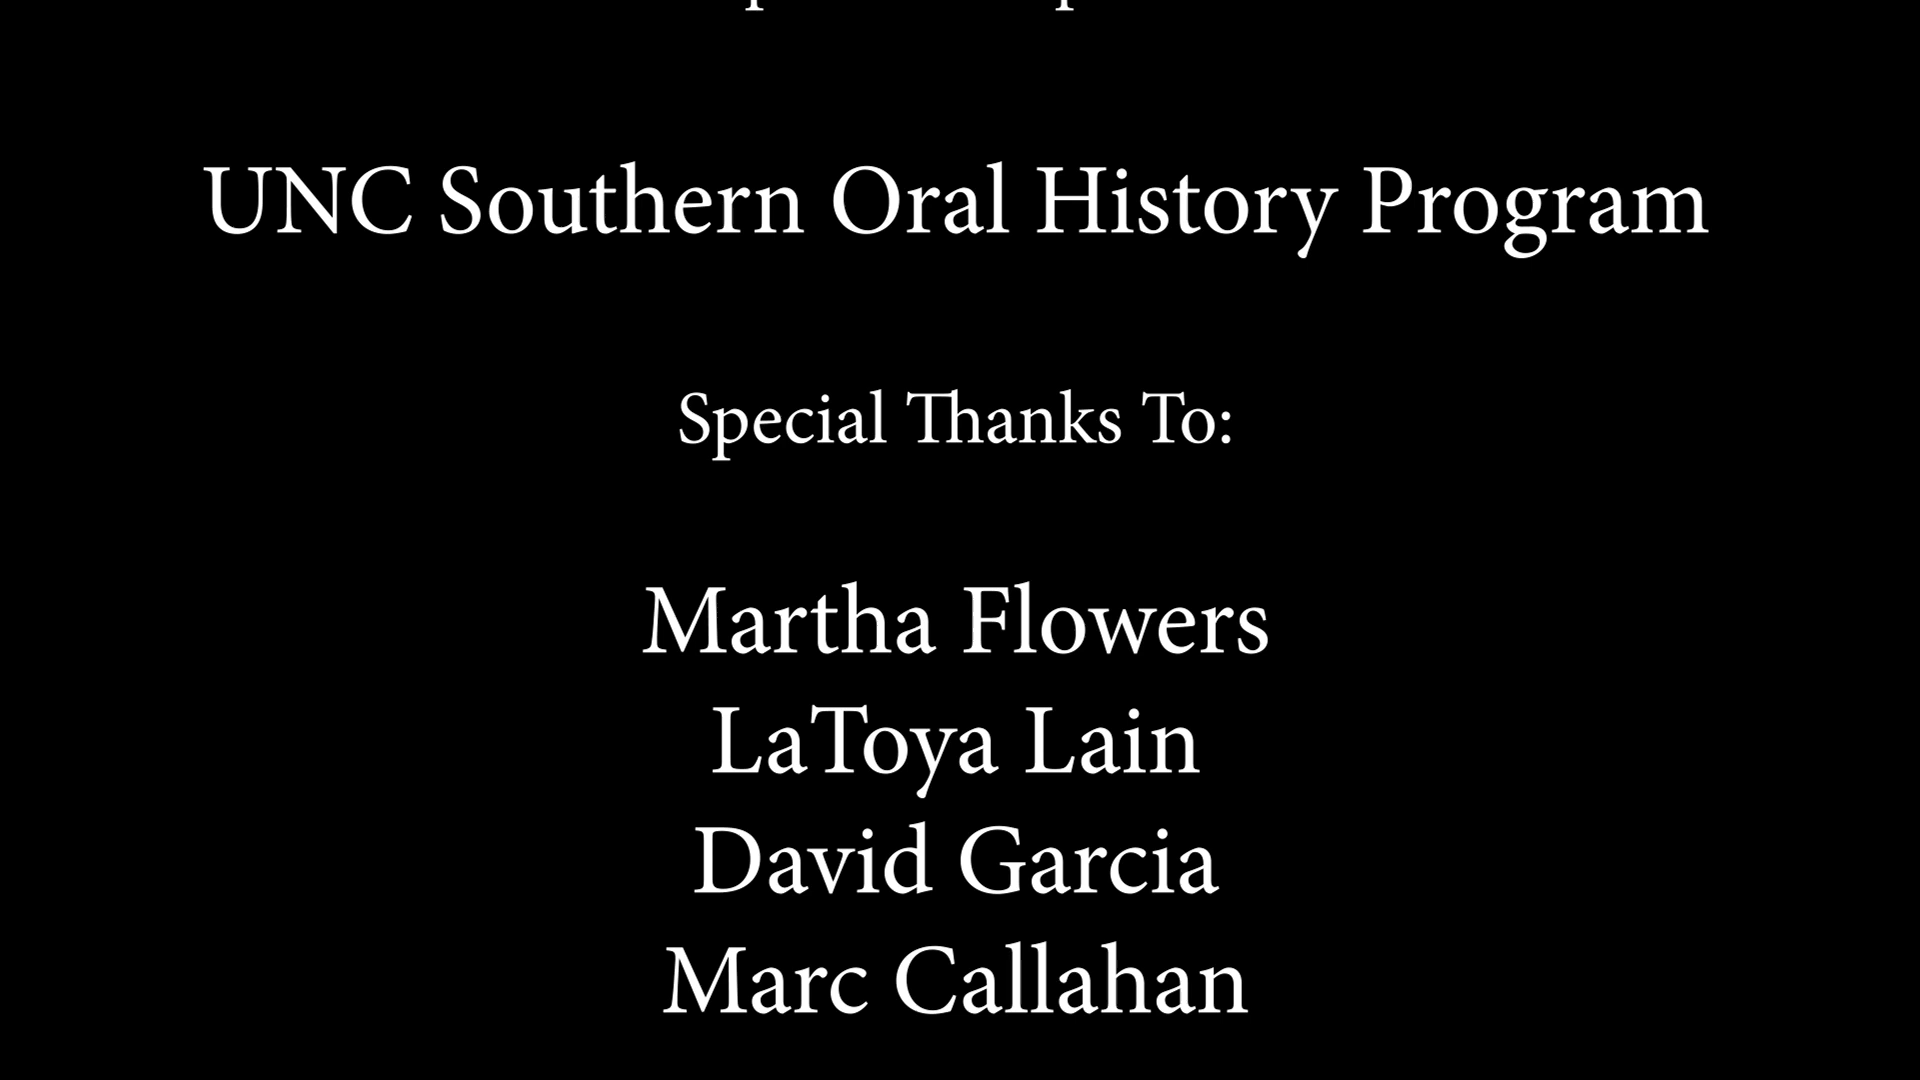 UNC Southern Oral History Program
Special Thanks To:
Martha Flowers
LaToya Lain
David Garcia
Marc Callahan